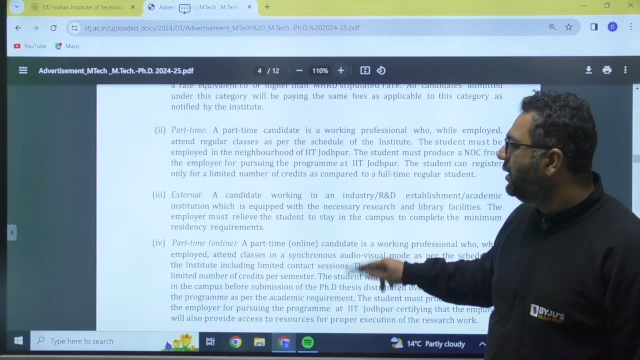 IIT-Indian Institute of Technolo
Adve
_MTech _M.Tech
iitj.ac.in/uploaded_docs/2024/03/Advertisement_MTech%20_M.Tech.-Ph.D.%202024-25.pdf
YouTube
Maps
Advertisement_MTech _M.Tech.-Ph.D. 2024-25.pdf
4 / 12
110%
a rate equivalent to or higher than MHRD stipulated rate. All candidates admitted
under this category will be paying the same fees as applicable to this category as
notified by the institute.
(ii) Part-time: A part-time candidate is a working professional who, while employed,
attend regular classes as per the schedule of the Institute. The student must be
employed in the neighbourhood of IIT Jodhpur. The student must produce a NOC from
the employer for pursuing the programme at IIT Jodhpur. The student can register
only for a limited number of credits as compared to a full-time regular student.
(iii) External: A candidate working in an industry/R&D establishment/academic
institution which is equipped with the necessary research and library facilities. The
employer must relieve the student to stay in the campus to complete the minimum
residency requirements.
(iv) Part-time (online): A part-time (online) candidate is a working professional who, whi
employed, attend classes in a synchronous audio-visual mode as per the sched
the Institute including limited contact sessions. Th
limited number of credits per semester. The student w
in the campus before submission of the Ph.D thesis dist
the programme as per the academic requirement. The student must pro
the employer for pursuing the programme at IIT Jodhpur certifying that the empl
will also provide access to resources for proper execution of the research work.
BYJU'S
Type here to search
14°C Partly cloudy